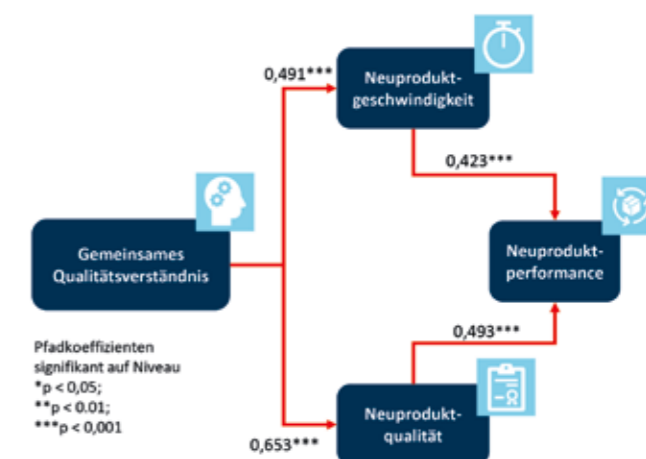 0,491***
Neuprodukt-
geschwindigkeit
0,423***
Gemeinsames
Qualitätsverständnis
Neuprodukt-
performance
0,493***
Pfadkoeffizienten
signifikant auf Niveau
*p < 0,05;
**p < 0.01;
***p < 0,001
Neuprodukt-
qualität
0,653***